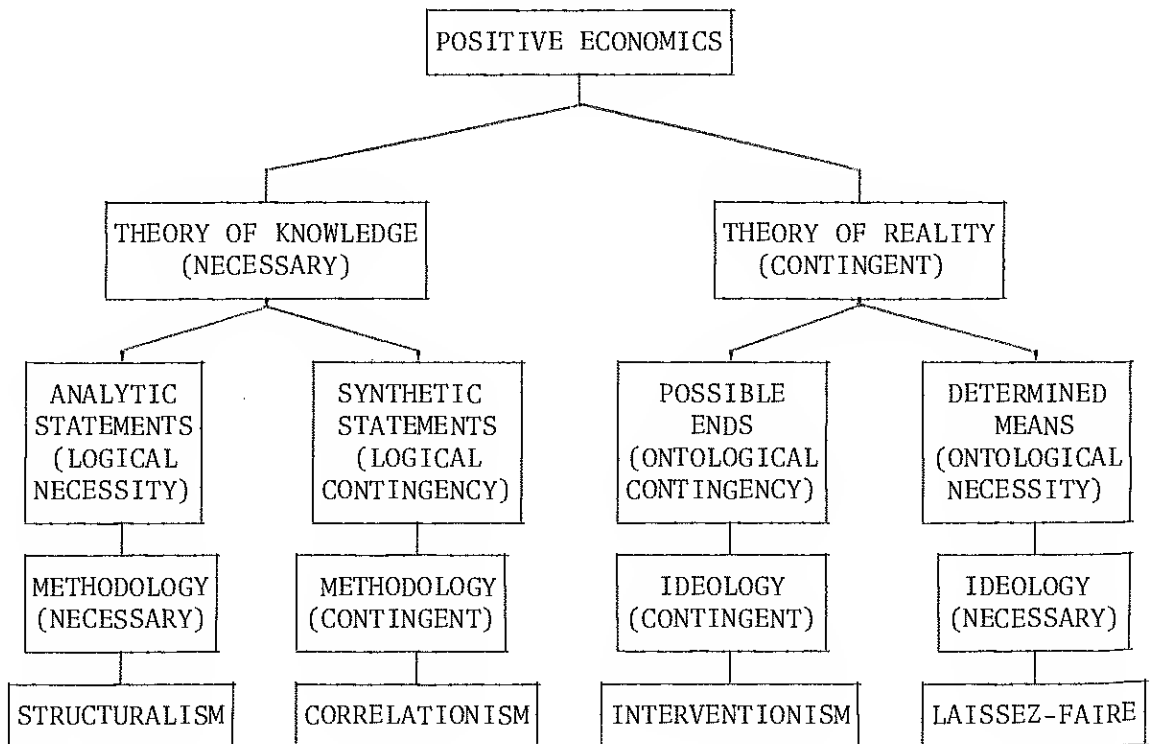 POSITIVE ECONOMICS
THEORY OF KNOWLEDGE
(NECESSARY)
THEORY OF REALITY
(CONTINGENT)
ANALYTIC
STATEMENTS
(LOGICAL
NECESSITY)
SYNTHETIC
STATEMENTS
(LOGICAL
CONTINGENCY)
POSSIBLE
ENDS
(ONTOLOGICAL
CONTINGENCY)
DETERMINED
MEANS
(ONTOLOGICAL
NECESSITY)
METHODOLOGY
(NECESSARY)
METHODOLOGY
(CONTINGENT)
IDEOLOGY
(CONTINGENT)
IDEOLOGY
(NECESSARY)
STRUCTURALISM
CORRELATIONISM
INTERVENTIONISM
LAISSEZ-FAIRE